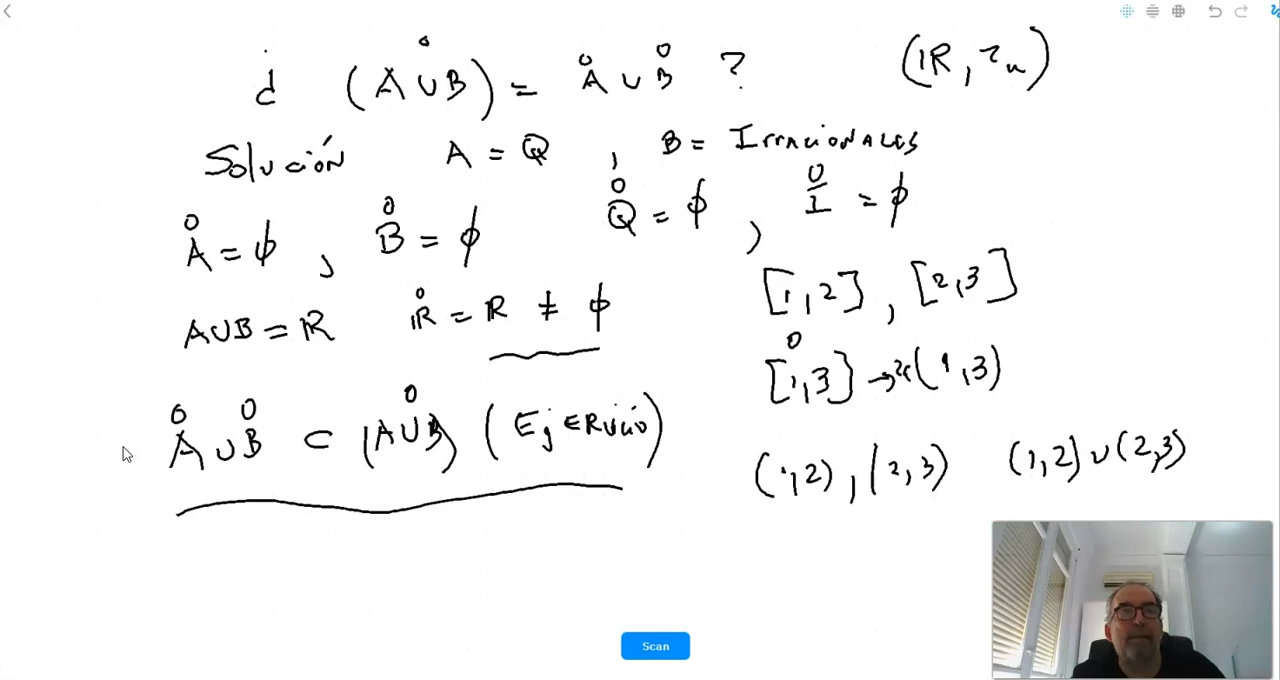 ¿ (A∪B)° = Å ∪ B° ? (ℝ, τu)
Solución A = Q , B = Irracionales
Å = ϕ , B° = ϕ Q° = ϕ , I° = ϕ
A∪B = ℝ ℝ° = ℝ ≠ ϕ
[1,2] , [2,3]
[1,3]° → (1,3)
Å ∪ B° ⊂ (A∪B)° (Ejercicio)
(1,2) , (2,3) (1,2) ∪ (2,3)
Scan